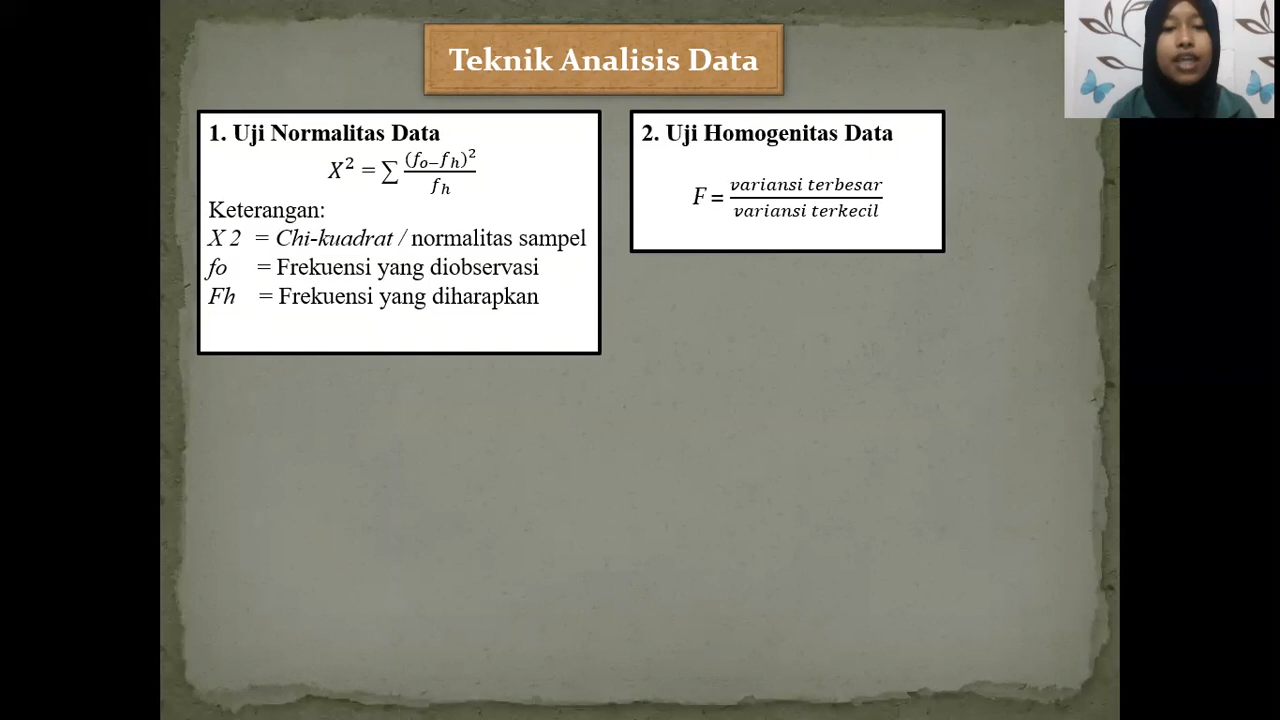 Teknik Analisis Data
1. Uji Normalitas Data
X² = ∑ (fₒ–fₕ)² / fₕ
Keterangan:
X 2 = Chi-kuadrat / normalitas sampel
fo = Frekuensi yang diobservasi
Fh = Frekuensi yang diharapkan
2. Uji Homogenitas Data
F = variansi terbesar / variansi terkecil